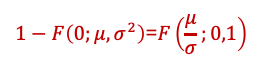 1 − F(0; μ, σ²)=F(μ/σ; 0,1)